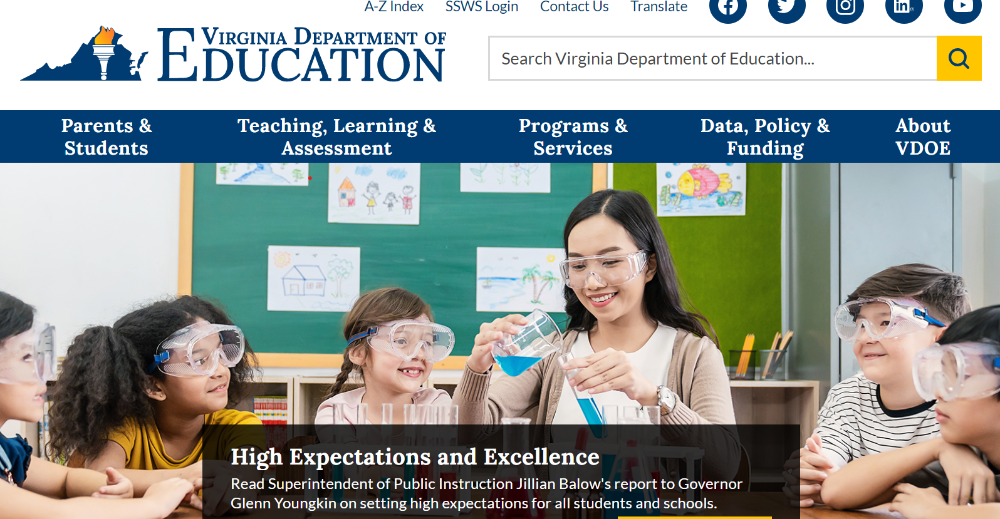 A-Z Index SSWS Login Contact Us Translate
VIRGINIA DEPARTMENT OF
EDUCATION
Search Virginia Department of Education...
Parents &
Students
Teaching, Learning &
Assessment
Programs &
Services
Data, Policy &
Funding
About
VDOE
High Expectations and Excellence
Read Superintendent of Public Instruction Jillian Balow's report to Governor
Glenn Youngkin on setting high expectations for all students and schools.